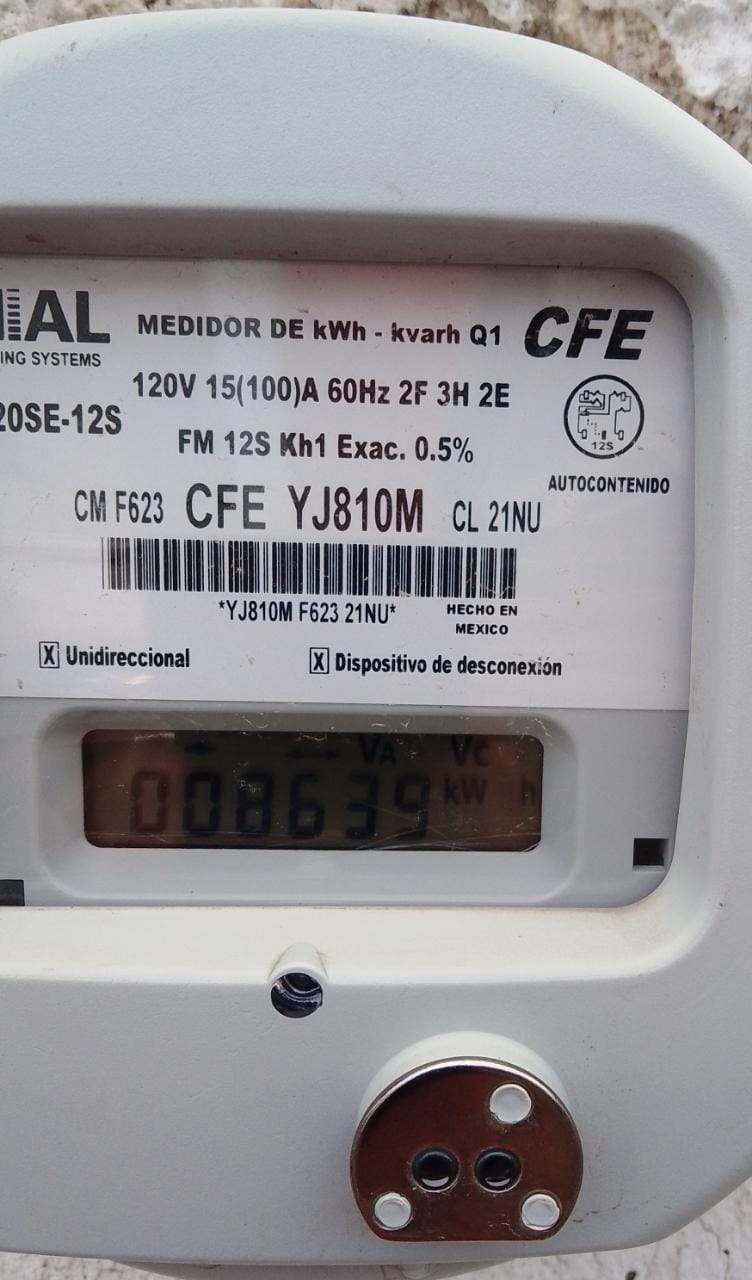 IAL
ING SYSTEMS
MEDIDOR DE kWh - kvarh Q1
CFE
120V 15(100)A 60Hz 2F 3H 2E
20SE-12S
FM 12S Kh1 Exac. 0.5%
12S
AUTOCONTENIDO
CM F623 CFE YJ810M CL 21NU
*YJ810M F623 21NU*
HECHO EN
MEXICO
X Unidireccional
X Dispositivo de desconexión
VA VC
008639 kW h